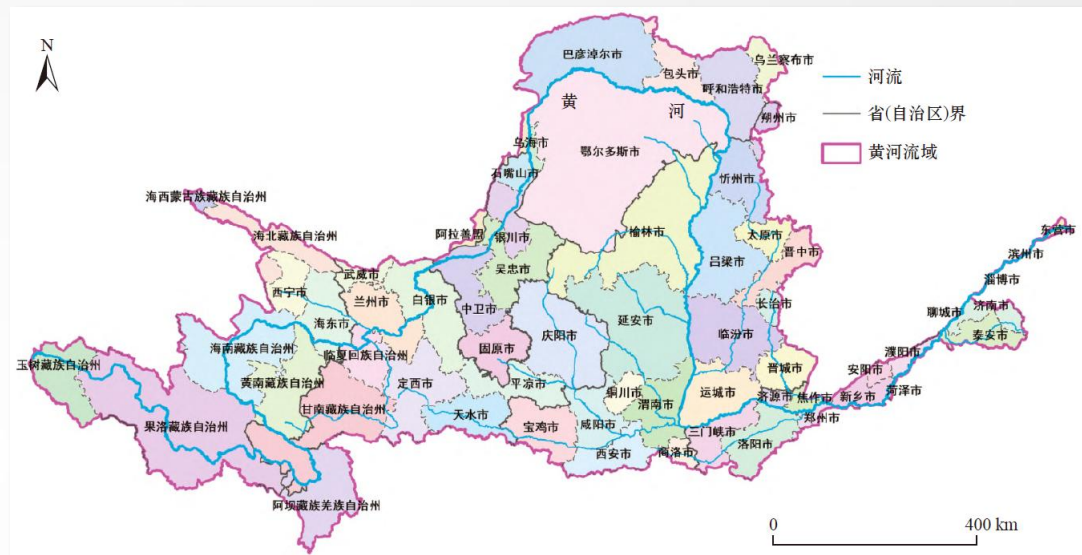 N
河流
省(自治区)界
黄河流域
巴彦淖尔市
包头市
乌兰察布市
呼和浩特市
朔州市
黄
河
乌海市
鄂尔多斯市
石嘴山市
忻州市
海西蒙古族藏族自治州
海北藏族自治州
阿拉善盟
银川市
榆林市
太原市
晋中市
东营市
滨州市
武威市
吴忠市
吕梁市
淄博市
西宁市
兰州市
白银市
中卫市
长治市
聊城市
济南市
海东市
庆阳市
延安市
临汾市
泰安市
海南藏族自治州
临夏回族自治州
固原市
濮阳市
玉树藏族自治州
黄南藏族自治州
定西市
平凉市
铜川市
渭南市
运城市
晋城市
安阳市
菏泽市
济源市
焦作市
新乡市
甘南藏族自治州
天水市
宝鸡市
咸阳市
郑州市
果洛藏族自治州
三门峡市
洛阳市
西安市
商洛市
阿坝藏族羌族自治州
0
400 km